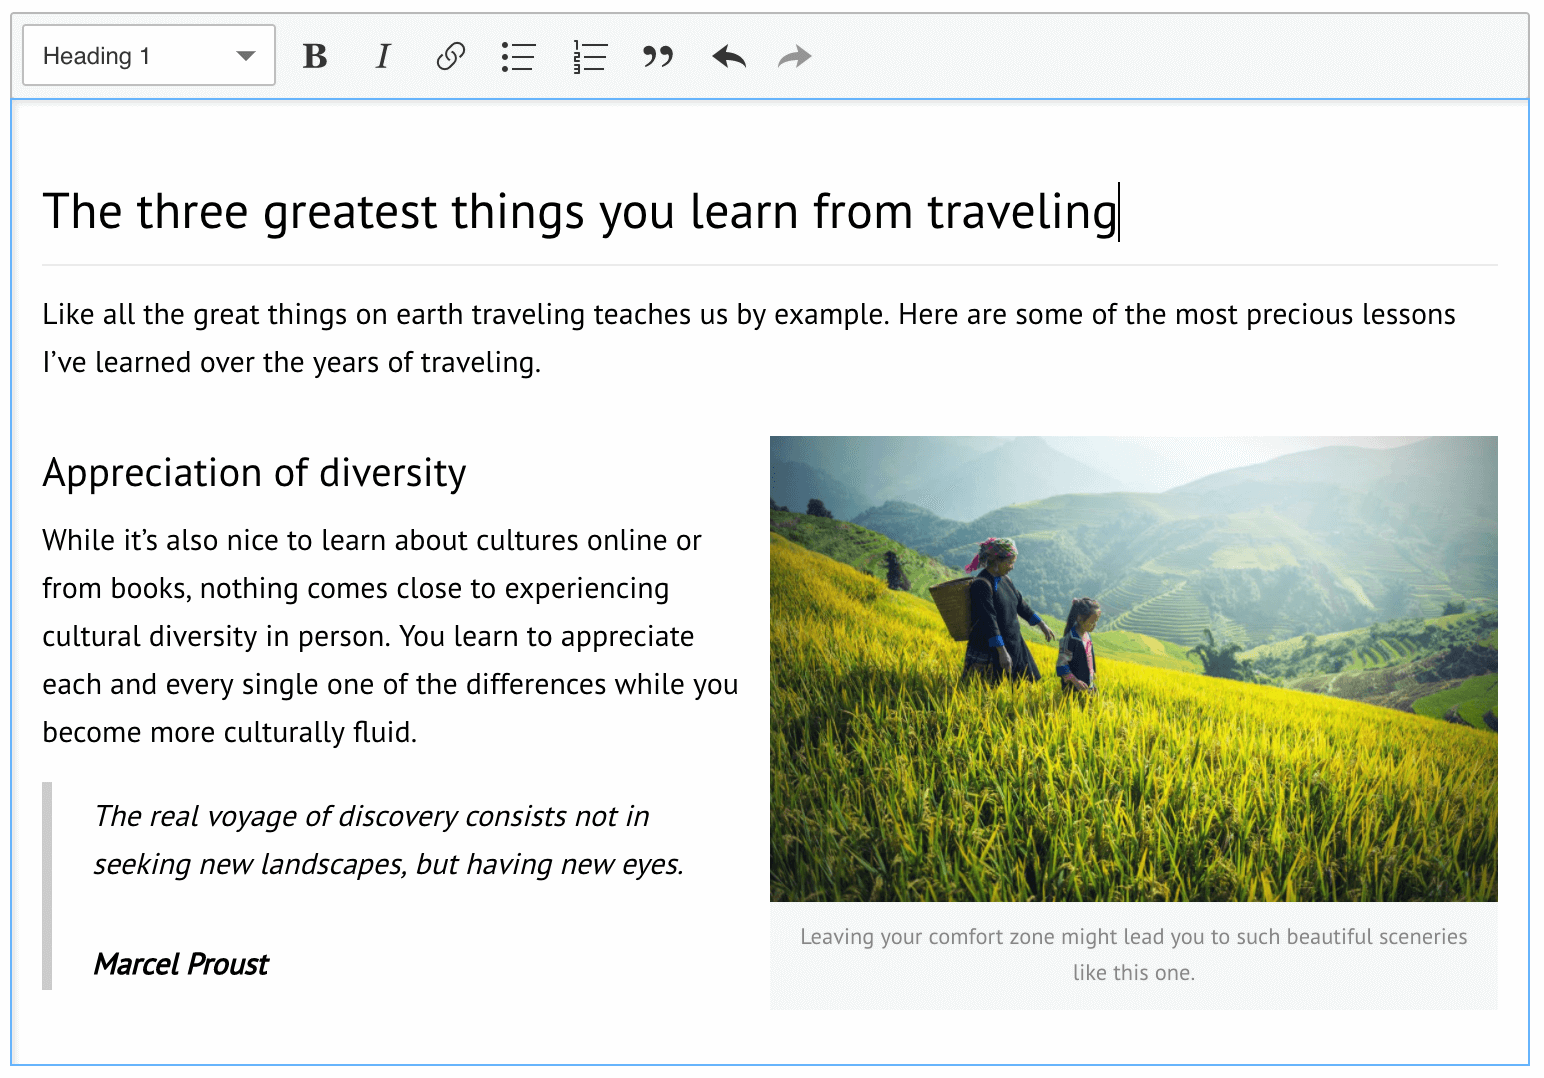 Heading 1
The three greatest things you learn from traveling
Like all the great things on earth traveling teaches us by example. Here are some of the most precious lessons
I’ve learned over the years of traveling.
Appreciation of diversity
While it’s also nice to learn about cultures online or
from books, nothing comes close to experiencing
cultural diversity in person. You learn to appreciate
each and every single one of the differences while you
become more culturally fluid.
The real voyage of discovery consists not in
seeking new landscapes, but having new eyes.
Marcel Proust
Leaving your comfort zone might lead you to such beautiful sceneries
like this one.